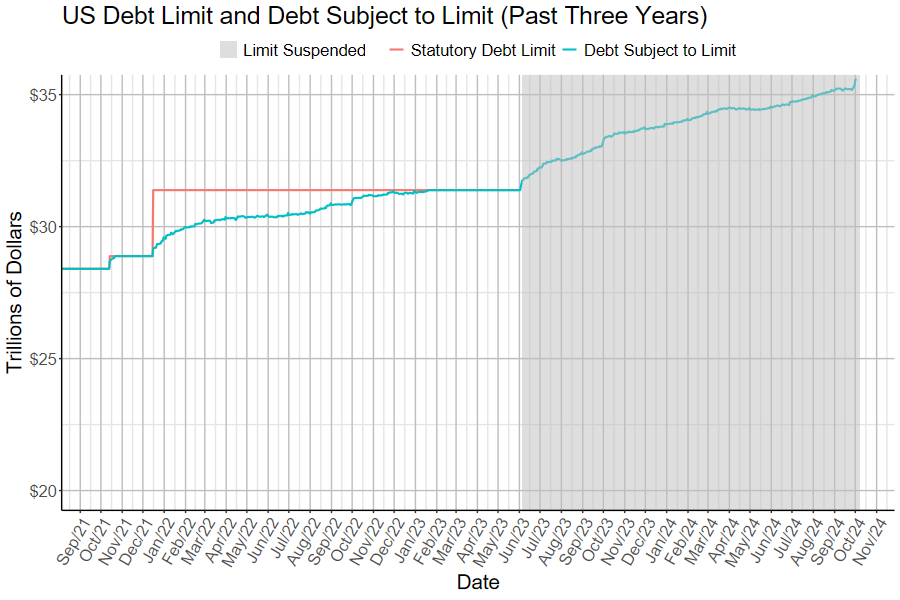 US Debt Limit and Debt Subject to Limit (Past Three Years)
Limit Suspended Statutory Debt Limit Debt Subject to Limit
Trillions of Dollars
$35
$30
$25
$20
Sep/21 Oct/21 Nov/21 Dec/21 Jan/22 Feb/22 Mar/22 Apr/22 May/22 Jun/22 Jul/22 Aug/22 Sep/22 Oct/22 Nov/22 Dec/22 Jan/23 Feb/23 Mar/23 Apr/23 May/23 Jun/23 Jul/23 Aug/23 Sep/23 Oct/23 Nov/23 Dec/23 Jan/24 Feb/24 Mar/24 Apr/24 May/24 Jun/24 Jul/24 Aug/24 Sep/24 Oct/24 Nov/24
Date